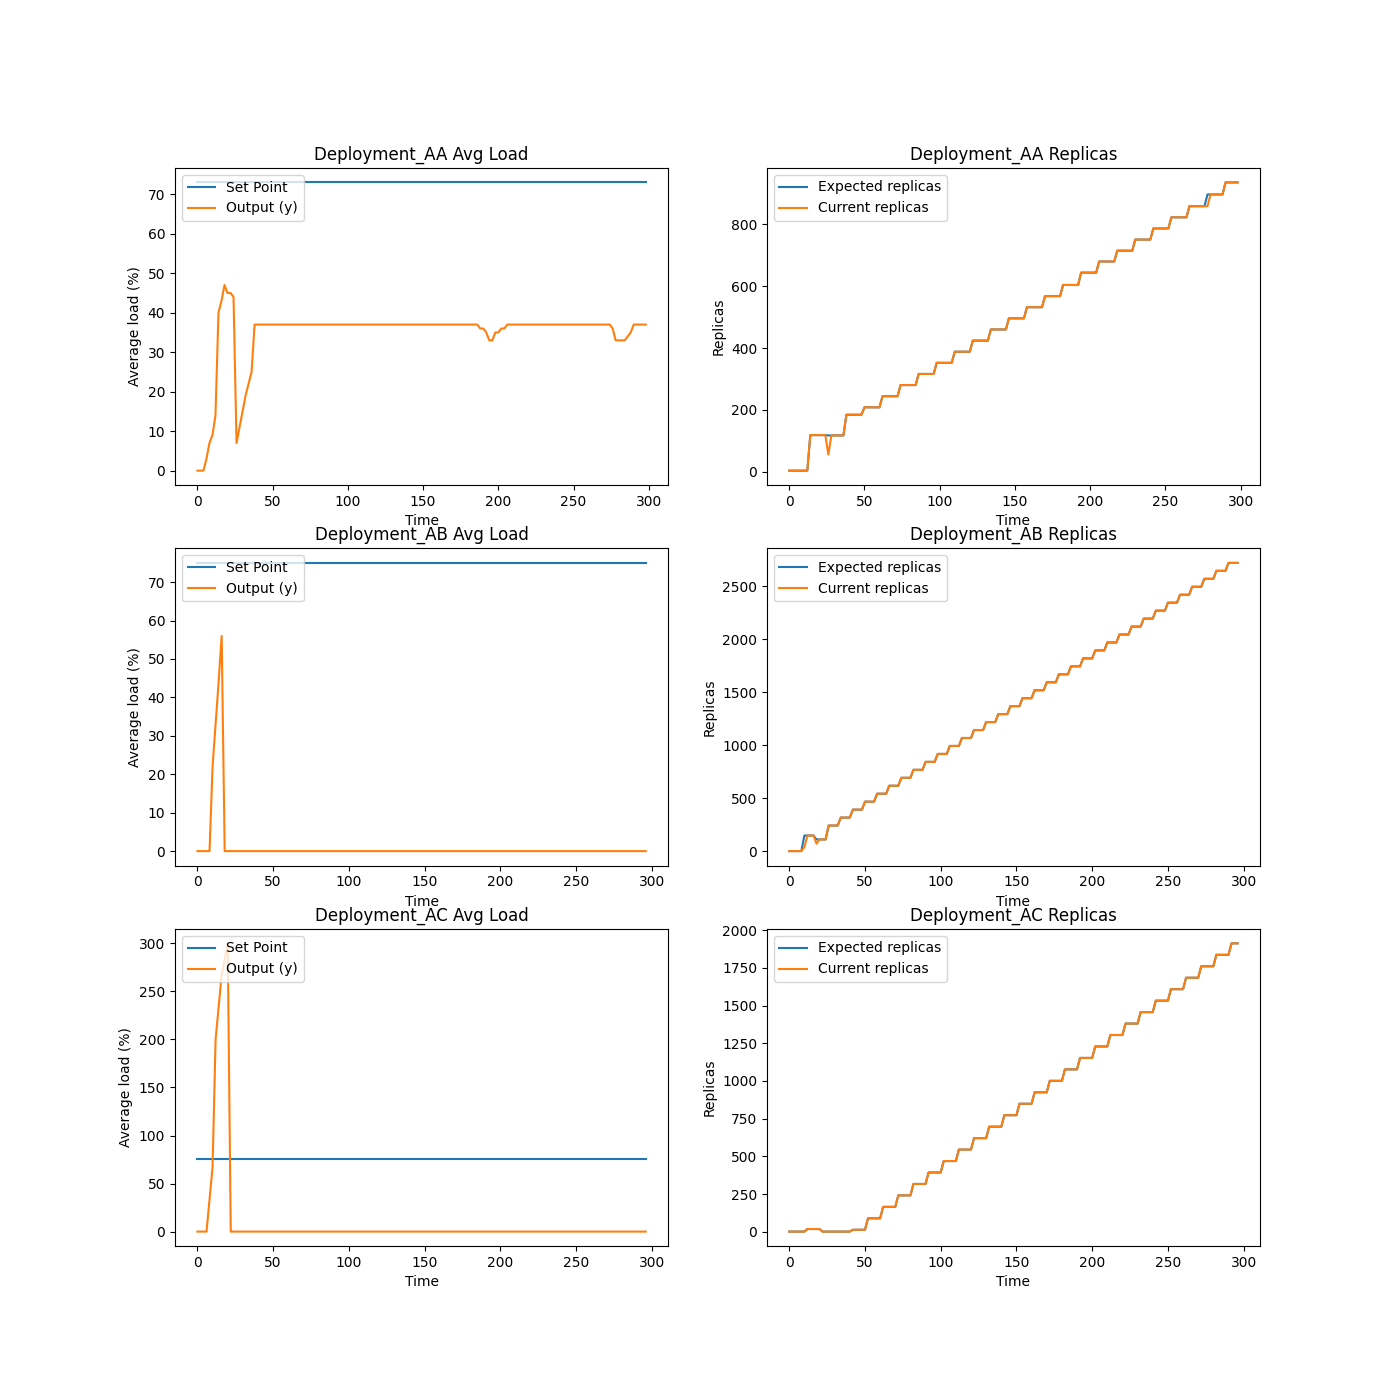 Deployment_AA Avg Load
Set Point
Output (y)
Average load (%)
70
60
50
40
30
20
10
0
0 50 100 150 200 250 300
Time
Deployment_AA Replicas
Expected replicas
Current replicas
Replicas
800
600
400
200
0
0 50 100 150 200 250 300
Time
Deployment_AB Avg Load
Set Point
Output (y)
Average load (%)
70
60
50
40
30
20
10
0
0 50 100 150 200 250 300
Time
Deployment_AB Replicas
Expected replicas
Current replicas
Replicas
2500
2000
1500
1000
500
0
0 50 100 150 200 250 300
Time
Deployment_AC Avg Load
Set Point
Output (y)
Average load (%)
300
250
200
150
100
50
0
0 50 100 150 200 250 300
Time
Deployment_AC Replicas
Expected replicas
Current replicas
Replicas
2000
1750
1500
1250
1000
750
500
250
0
0 50 100 150 200 250 300
Time